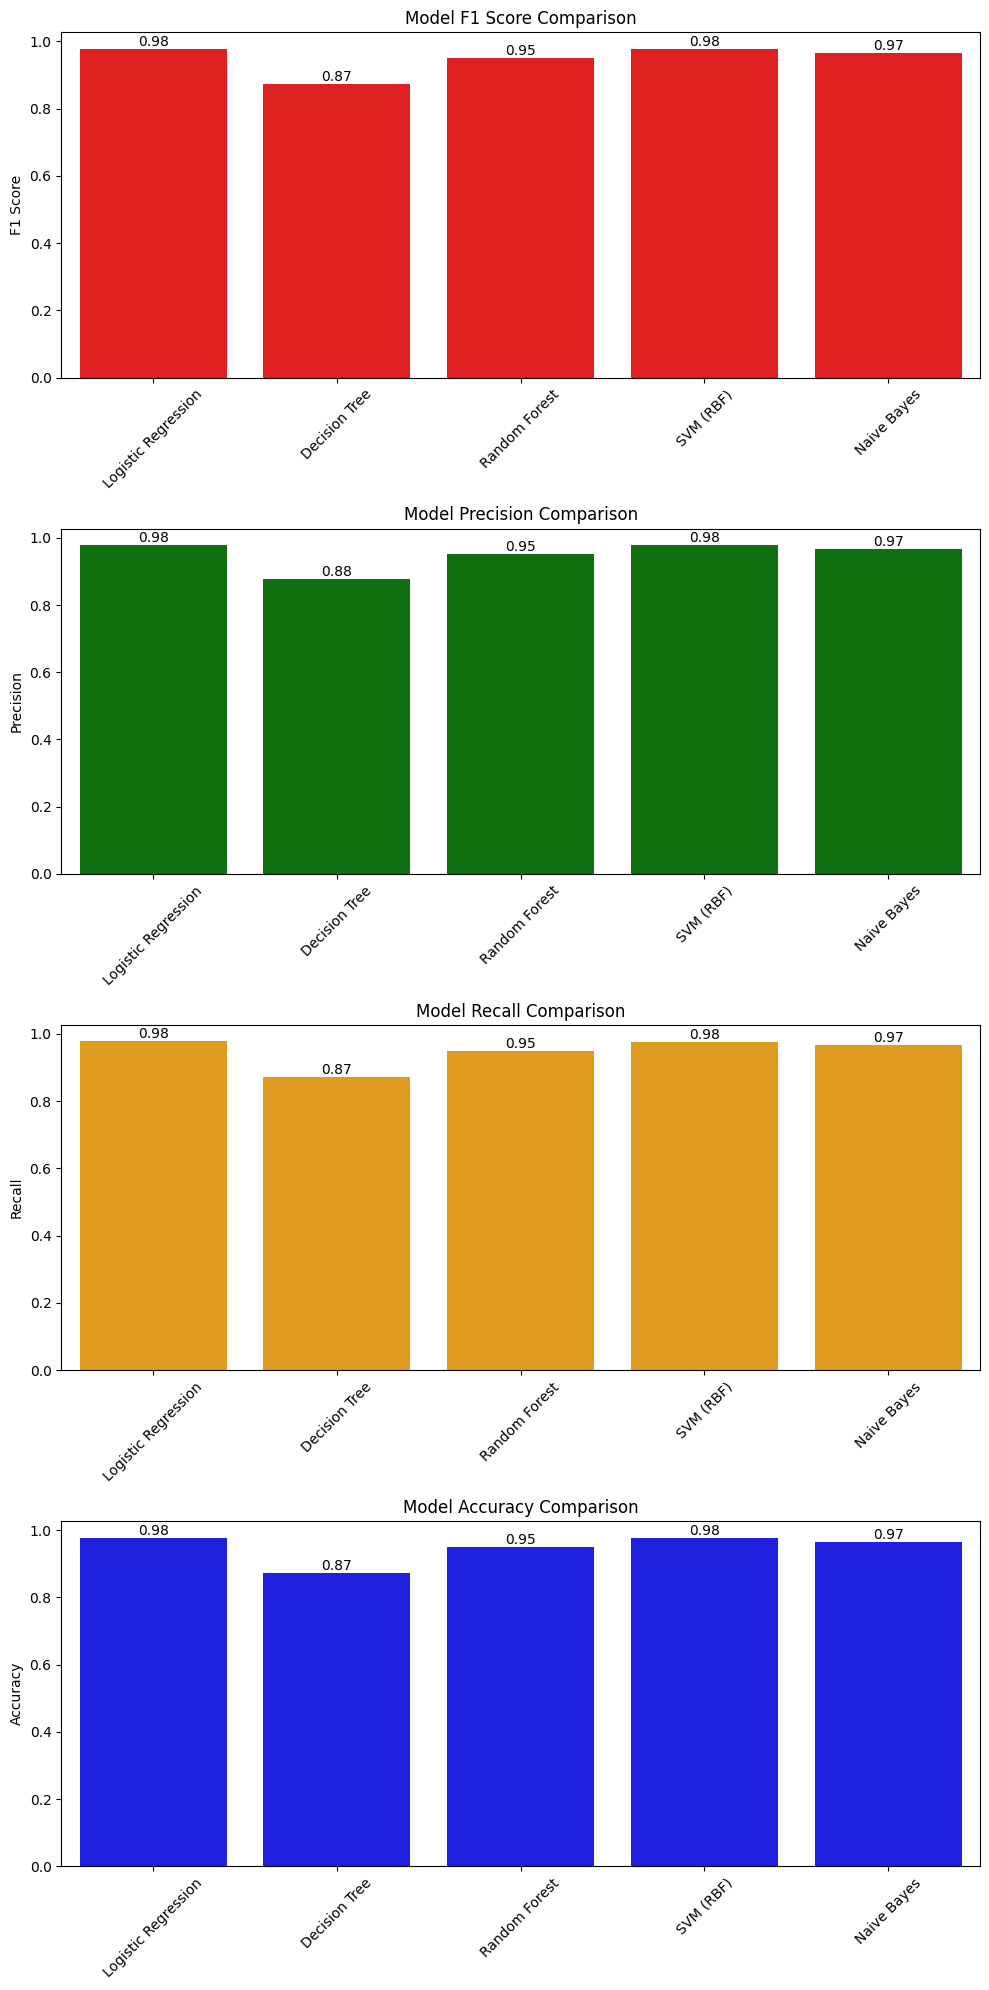 Model F1 Score Comparison
F1 Score
1.0
0.8
0.6
0.4
0.2
0.0
0.98
0.87
0.95
0.98
0.97
Logistic Regression
Decision Tree
Random Forest
SVM (RBF)
Naive Bayes
Model Precision Comparison
Precision
1.0
0.8
0.6
0.4
0.2
0.0
0.98
0.88
0.95
0.98
0.97
Logistic Regression
Decision Tree
Random Forest
SVM (RBF)
Naive Bayes
Model Recall Comparison
Recall
1.0
0.8
0.6
0.4
0.2
0.0
0.98
0.87
0.95
0.98
0.97
Logistic Regression
Decision Tree
Random Forest
SVM (RBF)
Naive Bayes
Model Accuracy Comparison
Accuracy
1.0
0.8
0.6
0.4
0.2
0.0
0.98
0.87
0.95
0.98
0.97
Logistic Regression
Decision Tree
Random Forest
SVM (RBF)
Naive Bayes